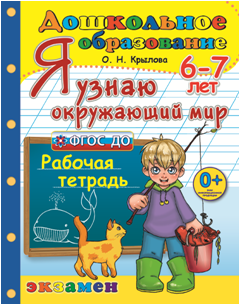 Дошкольное
образование
О. Н. Крылова
6–7
лет
Я узнаю
окружающий мир
ФГОС ДО
Рабочая
тетрадь
0+
экзамен